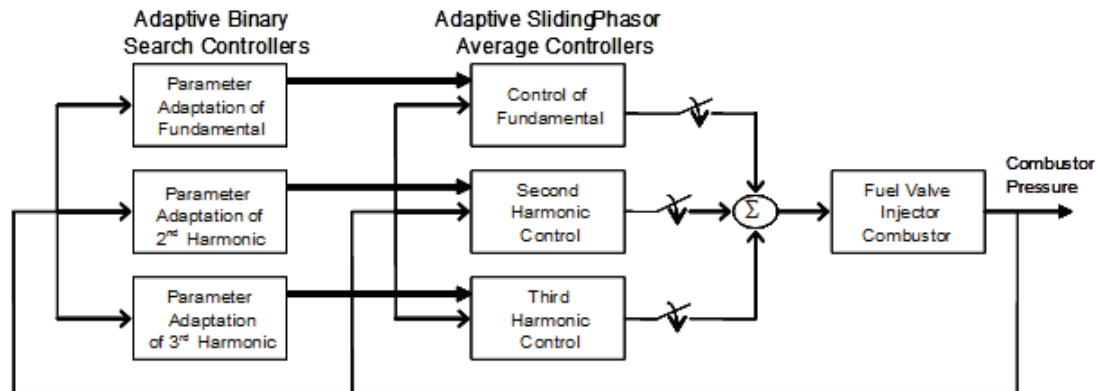 Adaptive Binary
Search Controllers
Adaptive SlidingPhasor
Average Controllers
Parameter
Adaptation of
Fundamental
Control of
Fundamental
Parameter
Adaptation of
2nd Harmonic
Second
Harmonic
Control
Σ
Fuel Valve
Injector
Combustor
Combustor
Pressure
Parameter
Adaptation
of 3rd Harmonic
Third
Harmonic
Control